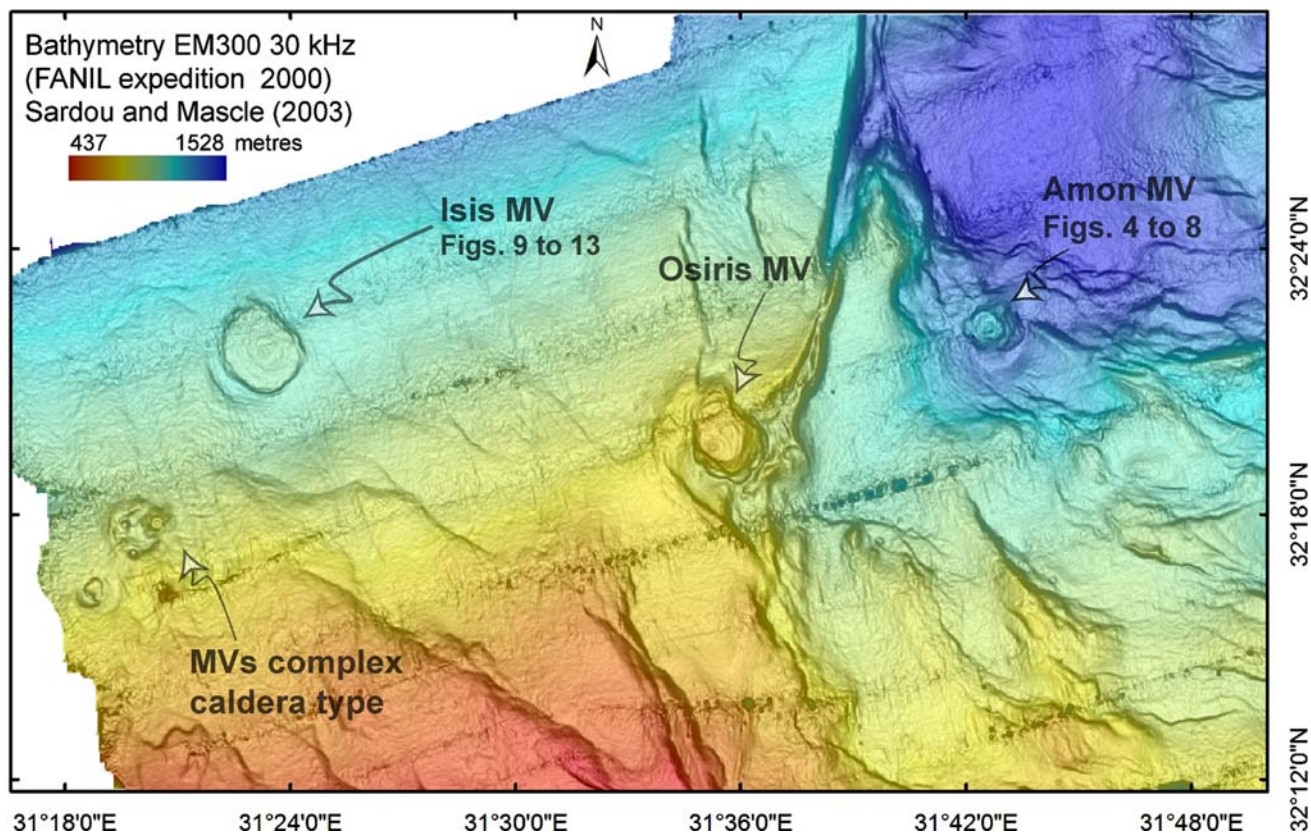 Bathymetry EM300 30 kHz
(FANIL expedition 2000)
Sardou and Mascle (2003)
437 1528 metres
N
Isis MV
Figs. 9 to 13
Osiris MV
Amon MV
Figs. 4 to 8
MVs complex
caldera type
32°24'0"N
32°18'0"N
32°12'0"N
31°18'0"E 31°24'0"E 31°30'0"E 31°36'0"E 31°42'0"E 31°48'0"E